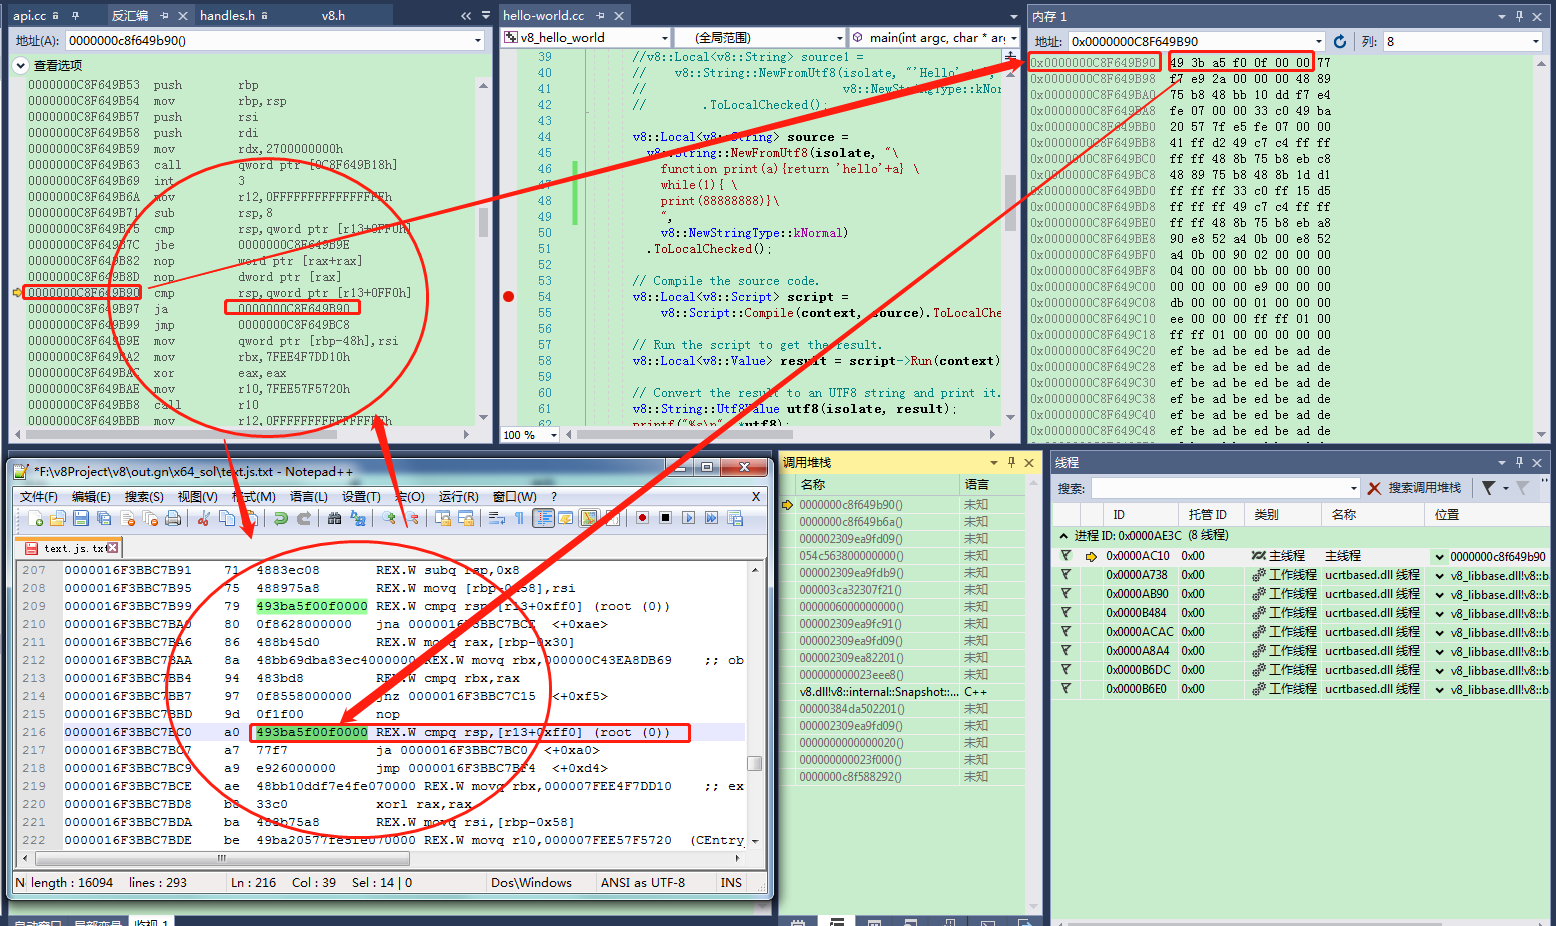 api.cc
反汇编
handles.h
v8.h
地址(A): 0000000c8f649b90()
查看选项
0000000C8F649B53 push rbp
0000000C8F649B54 mov rbp,rsp
0000000C8F649B57 push rsi
0000000C8F649B58 push rdi
0000000C8F649B59 mov rdx,2700000000h
0000000C8F649B63 call qword ptr [0C8F649B18h]
0000000C8F649B69 int 3
0000000C8F649B6A mov
0000000C8F649B71 sub rsp,8
cmp rsp,qword ptr [r13+0FF0h]
0000000C8F649B7C jbe 0000000C8F649B9E
0000000C8F649B82 nop word ptr [rax+rax]
0000000C8F649B8D nop dword ptr [rax]
0000000C8F649B90 cmp rsp,qword ptr [r13+0FF0h]
0000000C8F649B97 ja 0000000C8F649B90
0000000C8F649B99 jmp 0000000C8F649BC8
0000000C8F649B9E mov qword ptr [rbp-48h],rsi
0000000C8F649BA2 mov rbx,7FEE4F7DD10h
0000000C8F649BAC xor eax,eax
0000000C8F649BAE mov r10,7FEE57F5720h
0000000C8F649BB8 call r10
0000000C8F649BBB mov
hello-world.cc
v8_hello_world
(全局范围)
main(int argc, char * ar
39 //v8::Local<v8::String> source1 =
40 // v8::String::NewFromUtf8(isolate, "'Hello' +
41 // v8::NewStringType::kNor
42 // .ToLocalChecked();
43
44 v8::Local<v8::String> source =
45 v8::String::NewFromUtf8(isolate, "\
46 function print(a){return 'hello'+a} \
47 while(1){ \
48 print(88888888)}\
49 ",
50 v8::NewStringType::kNormal)
51 .ToLocalChecked();
52
53 // Compile the source code.
54 v8::Local<v8::Script> script =
55 v8::Script::Compile(context, source).ToLocalChe
56
57 // Run the script to get the result.
58 v8::Local<v8::Value> result = script->Run(context)
59
60 // Convert the result to an UTF8 string and print it.
61 v8::String::Utf8Value utf8(isolate, result);
62 printf("%s\n", *utf8);
100 %
内存 1
地址: 0x0000000C8F649B90
列: 8
0x0000000C8F649B90 49 3b a5 f0 0f 00 00 77
0x0000000C8F649B98 f7 e9 2a 00 00 00 48 89
0x0000000C8F649BA0 75 b8 48 bb 10 dd f7 e4
0x0000000C8F649BA8 fe 07 00 00 33 c0 49 ba
0x0000000C8F649BB0 20 57 7f e5 fe 07 00 00
0x0000000C8F649BB8 41 ff d2 49 c7 c4 ff ff
0x0000000C8F649BC0 ff ff 48 8b 75 b8 eb c8
0x0000000C8F649BC8 48 89 75 b8 48 8b 1d d1
0x0000000C8F649BD0 ff ff ff 33 c0 ff 15 d5
0x0000000C8F649BD8 ff ff ff 49 c7 c4 ff ff
0x0000000C8F649BE0 ff ff 48 8b 75 b8 eb a8
0x0000000C8F649BE8 90 e8 52 a4 0b 00 e8 52
0x0000000C8F649BF0 a4 0b 00 90 02 00 00 00
0x0000000C8F649BF8 04 00 00 00 bb 00 00 00
0x0000000C8F649C00 00 00 00 00 e9 00 00 00
0x0000000C8F649C08 db 00 00 00 01 00 00 00
0x0000000C8F649C10 ee 00 00 00 ff ff 01 00
0x0000000C8F649C18 ff ff 01 00 00 00 00 00
0x0000000C8F649C20 ef be ad be ed be ad de
0x0000000C8F649C28 ef be ad be ed be ad de
0x0000000C8F649C30 ef be ad be ed be ad de
0x0000000C8F649C38 ef be ad be ed be ad de
0x0000000C8F649C40 ef be ad be ed be ad de
*F:\v8Project\v8\out.gn\x64_sol\text.js.txt - Notepad++
文件(F) 编辑(E) 搜索(S) 视图(V) 格式(M) 语言(L) 设置(T) 宏(O) 运行(R) 窗口(W) ? X
text.js.txt
207 0000016F3BBC7B91 71 4883ec08 REX.W subq rsp,0x8
208 0000016F3BBC7B95 75 488975a8 REX.W movq [rbp-0x58],rsi
209 0000016F3BBC7B99 79 493ba5f00f0000 REX.W cmpq rsp,[r13+0xff0] (root (0))
210 0000016F3BBC7BA0 80 0f8628000000 jna 0000016F3BBC7BCE <+0xae>
211 0000016F3BBC7BA6 86 488b45d0 REX.W movq rax,[rbp-0x30]
212 0000016F3BBC7BAA 8a 48bb69dba83ec4000000 REX.W movq rbx,000000C43EA8DB69 ;; ob
213 0000016F3BBC7BB4 94 483bd8 REX.W cmpq rbx,rax
214 0000016F3BBC7BB7 97 0f8558000000 jnz 0000016F3BBC7C15 <+0xf5>
215 0000016F3BBC7BBD 9d 0f1f00 nop
216 0000016F3BBC7BC0 a0 493ba5f00f0000 REX.W cmpq rsp,[r13+0xff0] (root (0))
217 0000016F3BBC7BC7 a7 77f7 ja 0000016F3BBC7BC0 <+0xa0>
218 0000016F3BBC7BC9 a9 e926000000 jmp 0000016F3BBC7BF4 <+0xd4>
219 0000016F3BBC7BCE ae 48bb10ddf7e4fe070000 REX.W movq rbx,000007FEE4F7DD10 ;; ex
220 0000016F3BBC7BD8 b8 33c0 xorl rax,rax
221 0000016F3BBC7BDA ba 488b75a8 REX.W movq rsi,[rbp-0x58]
222 0000016F3BBC7BDE be 49ba20577fe5fe070000 REX.W movq r10,000007FEE57F5720 (CEntry_
N length : 16094 lines : 293 Ln : 216 Col : 39 Sel : 14 | 0 Dos\Windows ANSI as UTF-8 INS
自动窗口 局部变量 监视 1
调用堆栈
名称 语言
0000000c8f649b90() 未知
0000000c8f649b6a() 未知
000002309ea9fd09() 未知
054c563800000000() 未知
000002309ea9fdb9() 未知
000003ca32307f21() 未知
0000006000000000() 未知
000002309ea9fc91() 未知
000002309ea9fd09() 未知
000002309ea82201() 未知
000000000023eee8() 未知
v8.dll!v8::internal::Snapshot::... C++
00000384da502201() 未知
000002309ea9fd09() 未知
0000000000000020() 未知
000000000023f000() 未知
0000000c8f588292() 未知
线程
搜索:
搜索调用堆栈
ID 托管 ID 类别 名称 位置
进程 ID: 0x0000AE3C (8 线程)
0x0000AC10 0x00 主线程 主线程 0000000c8f649b90
0x0000A738 0x00 工作线程 ucrtbased.dll 线程 v8_libbase.dll!v8::ba
0x0000AB90 0x00 工作线程 ucrtbased.dll 线程 v8_libbase.dll!v8::ba
0x0000B484 0x00 工作线程 ucrtbased.dll 线程 v8_libbase.dll!v8::ba
0x0000ACAC 0x00 工作线程 ucrtbased.dll 线程 v8_libbase.dll!v8::ba
0x0000A8A4 0x00 工作线程 ucrtbased.dll 线程 v8_libbase.dll!v8::ba
0x0000B6DC 0x00 工作线程 ucrtbased.dll 线程 v8_libbase.dll!v8::ba
0x0000B6E0 0x00 工作线程 ucrtbased.dll 线程 v8_libbase.dll!v8::ba